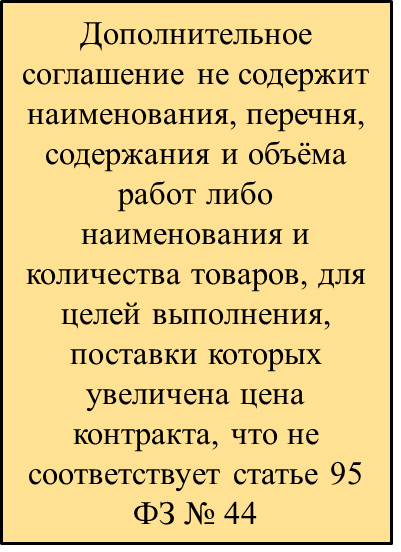 Дополнительное
соглашение не содержит
наименования, перечня,
содержания и объёма
работ либо
наименования и
количества товаров, для
целей выполнения,
поставки которых
увеличена цена
контракта, что не
соответствует статье 95
ФЗ № 44